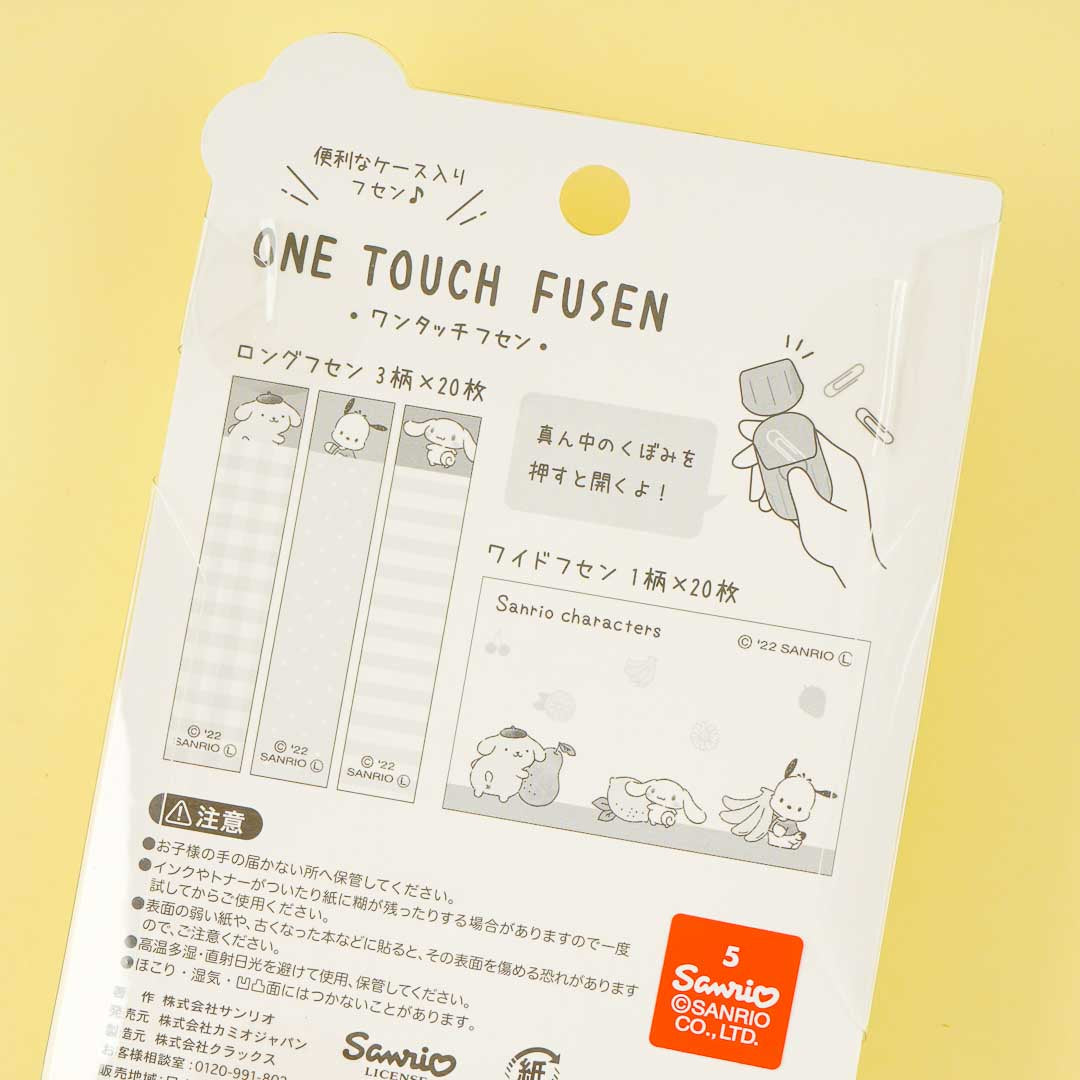 便利なケース入り
フセン♪
ONE TOUCH FUSEN
•ワンタッチフセン•
ロングフセン 3柄×20枚
真ん中のくぼみを
押すと開くよ！
ワイドフセン 1柄×20枚
Sanrio characters
© '22 SANRIO Ⓛ
© '22
SANRIO Ⓛ
© '22
SANRIO Ⓛ
© '22
SANRIO Ⓛ
⚠注意
●お子様の手の届かない所へ保管してください。
●インクやトナーがついたり紙に糊が残ったりする場合がありますので一度
試してからご使用ください。
●表面の弱い紙や、古くなった本などに貼ると、その表面を傷める恐れがあります
ので、ご注意ください。
●高温多湿・直射日光を避けて使用、保管してください。
●ほこり・湿気・凹凸面にはつかないことがあります。
著 作 株式会社サンリオ
発売元 株式会社カミオジャパン
製造元 株式会社クラックス
お客様相談室:0120-991-802
販売地域:
Sanrio
LICENSE
紙
5
Sanrio
©SANRIO
CO.,LTD.